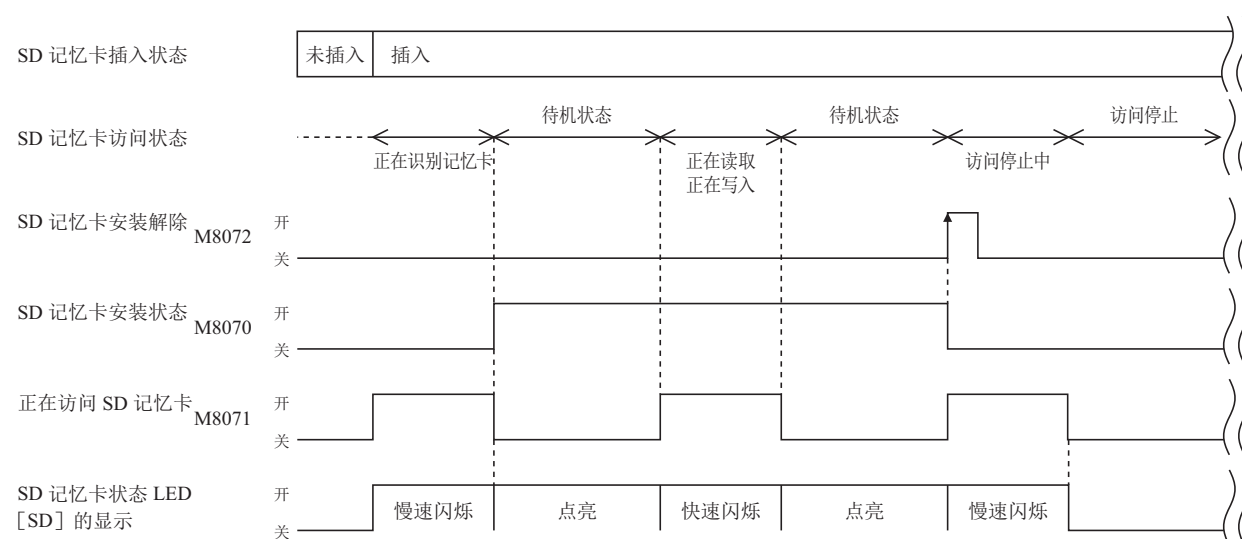 SD 记忆卡插入状态
未插入
插入
SD 记忆卡访问状态
正在识别记忆卡
待机状态
正在读取
正在写入
待机状态
访问停止中
访问停止
SD 记忆卡安装解除 M8072
开
关
SD 记忆卡安装状态 M8070
开
关
正在访问 SD 记忆卡 M8071
开
关
SD 记忆卡状态 LED
［SD］的显示
开
关
慢速闪烁
点亮
快速闪烁
点亮
慢速闪烁